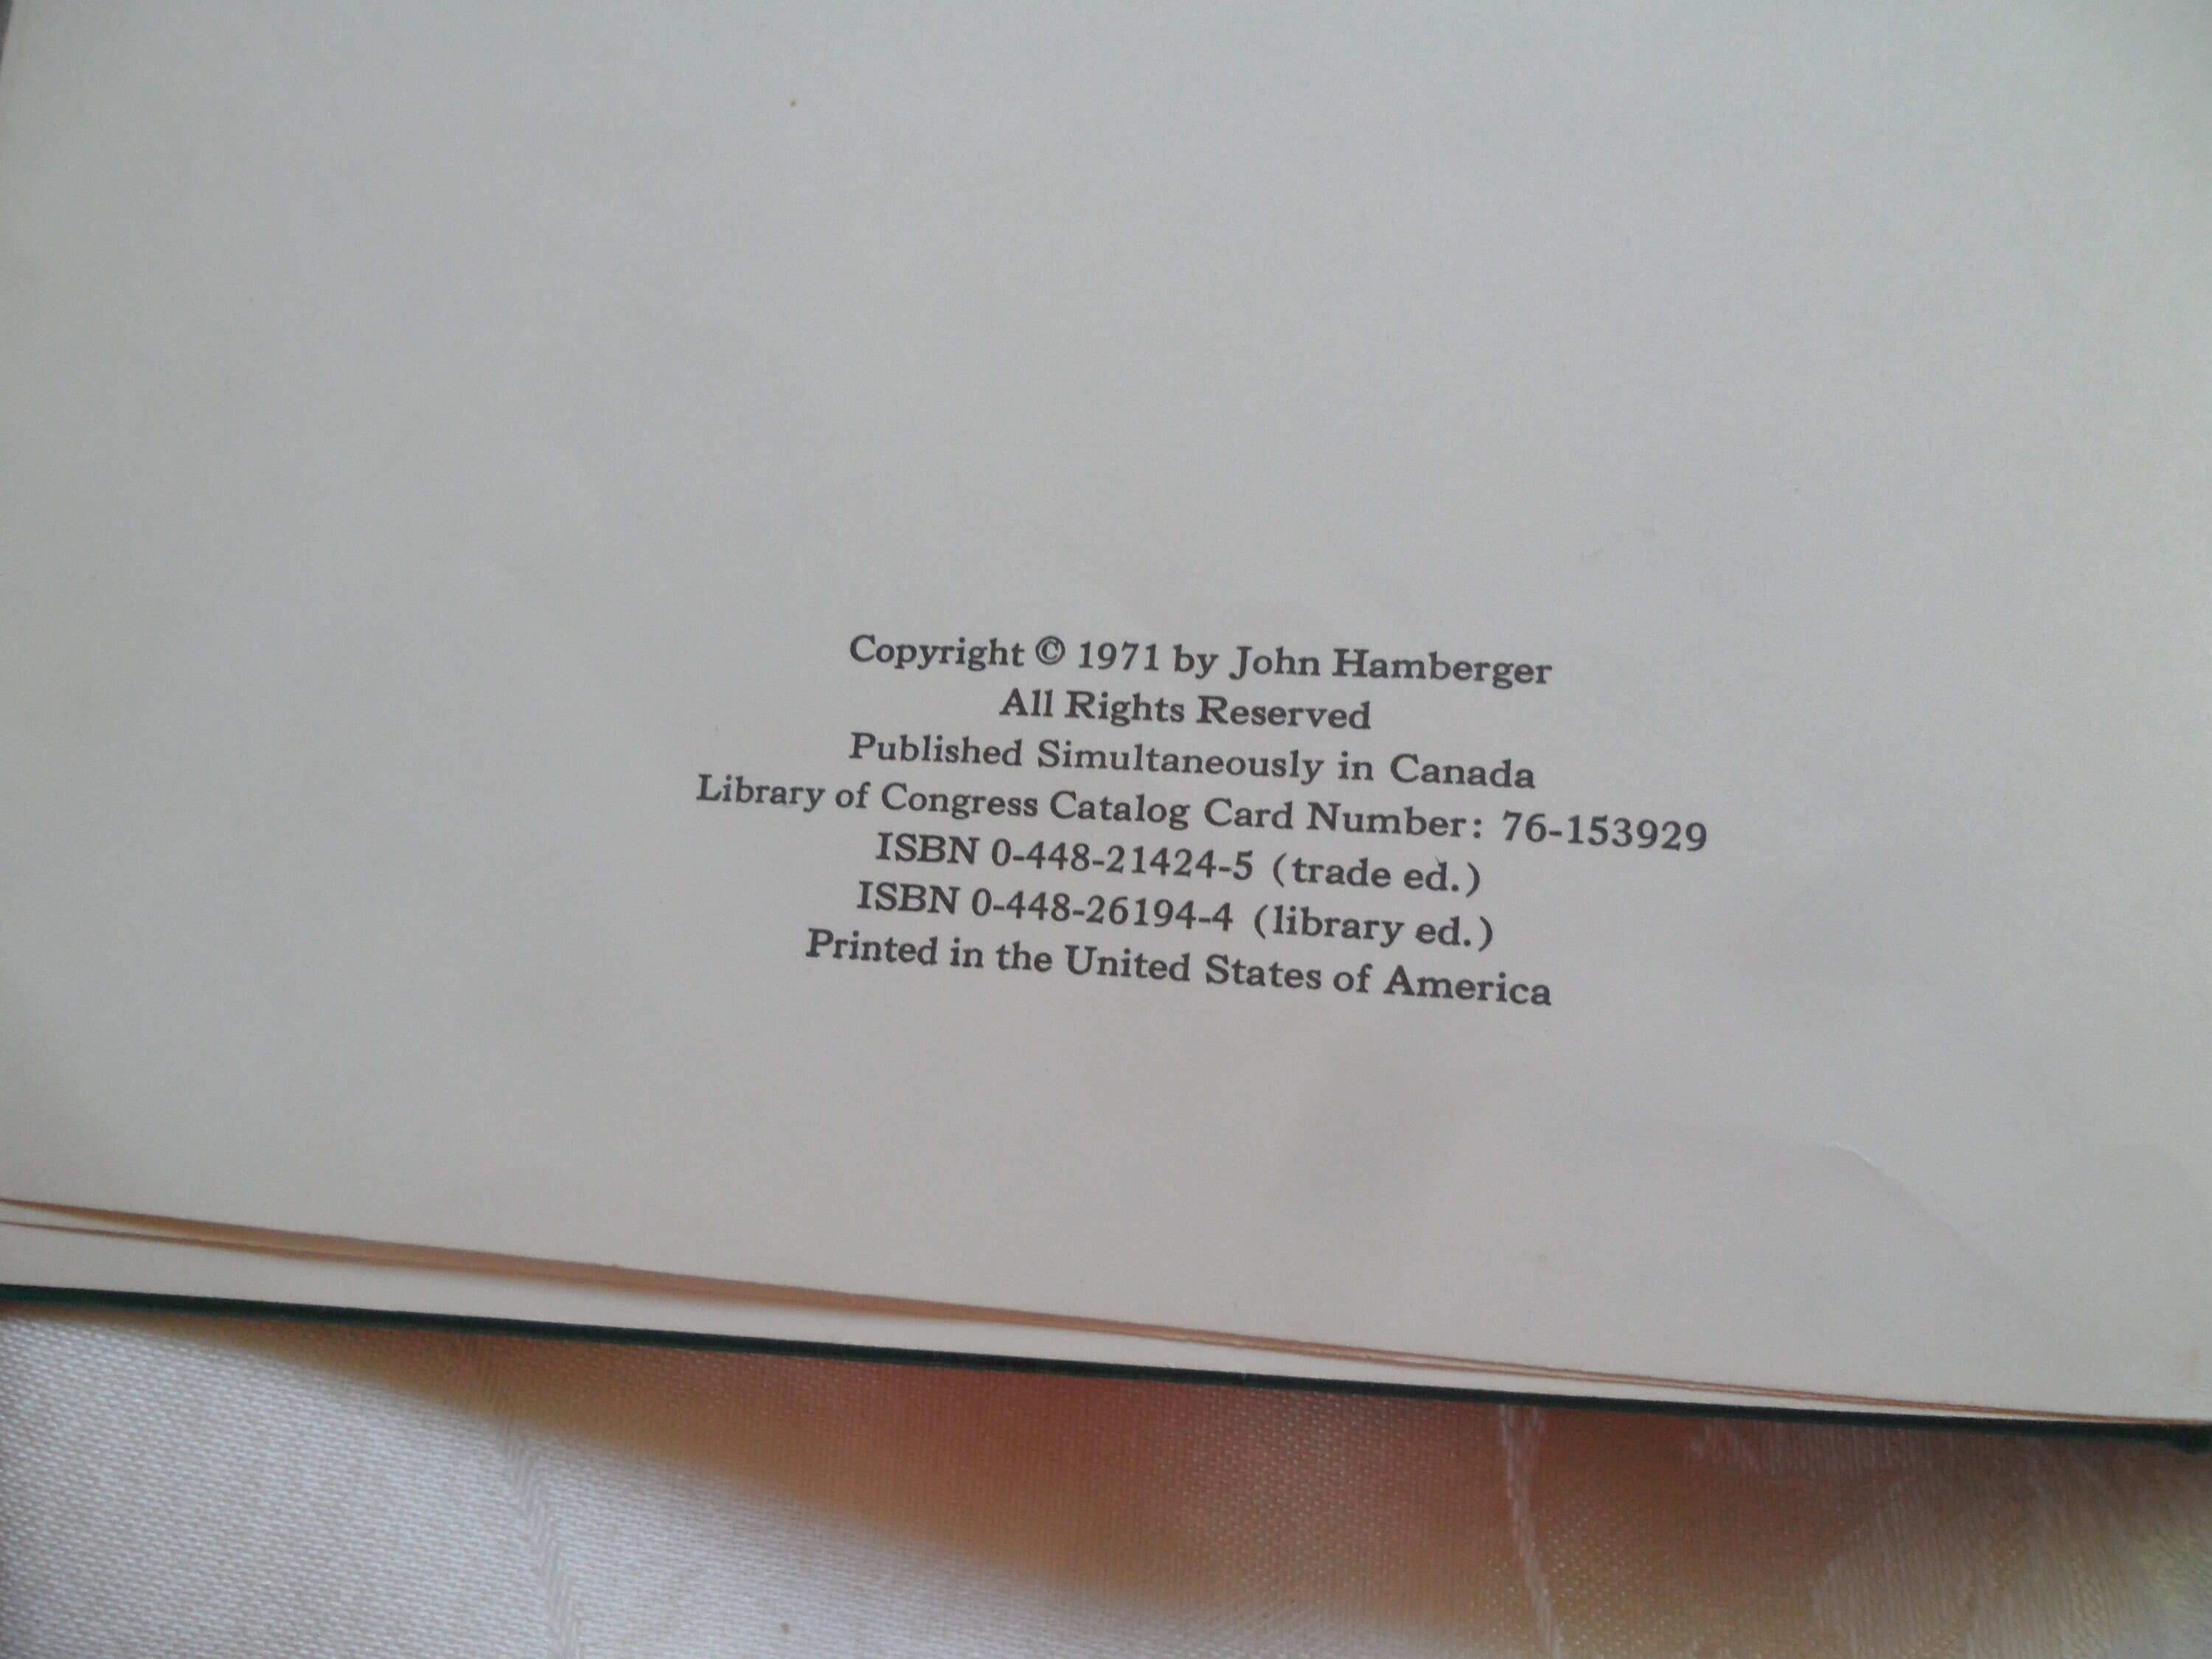 Copyright © 1971 by John Hamberger
All Rights Reserved
Published Simultaneously in Canada
Library of Congress Catalog Card Number: 76-153929
ISBN 0-448-21424-5 (trade ed.)
ISBN 0-448-26194-4 (library ed.)
Printed in the United States of America